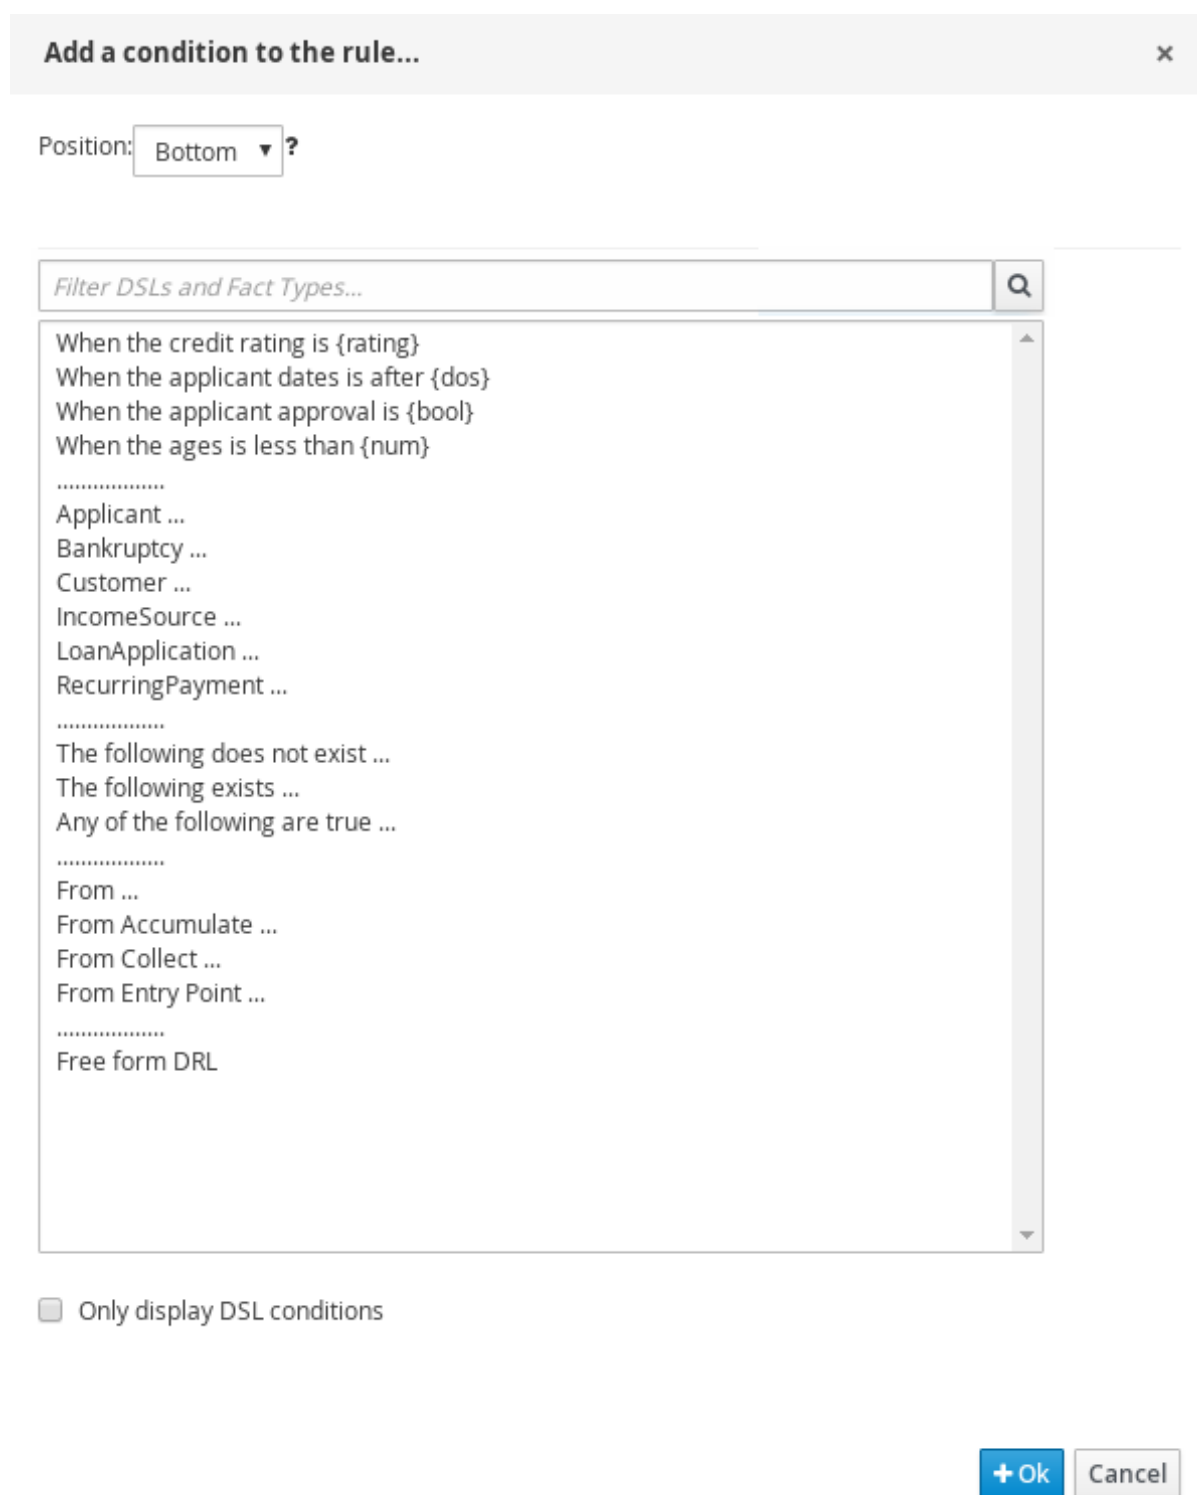 Add a condition to the rule... ×
Position: Bottom ▼ ?
Filter DSLs and Fact Types...
When the credit rating is {rating}
When the applicant dates is after {dos}
When the applicant approval is {bool}
When the ages is less than {num}
..................
Applicant ...
Bankruptcy ...
Customer ...
IncomeSource ...
LoanApplication ...
RecurringPayment ...
..................
The following does not exist ...
The following exists ...
Any of the following are true ...
..................
From ...
From Accumulate ...
From Collect ...
From Entry Point ...
..................
Free form DRL
Only display DSL conditions
+ Ok Cancel